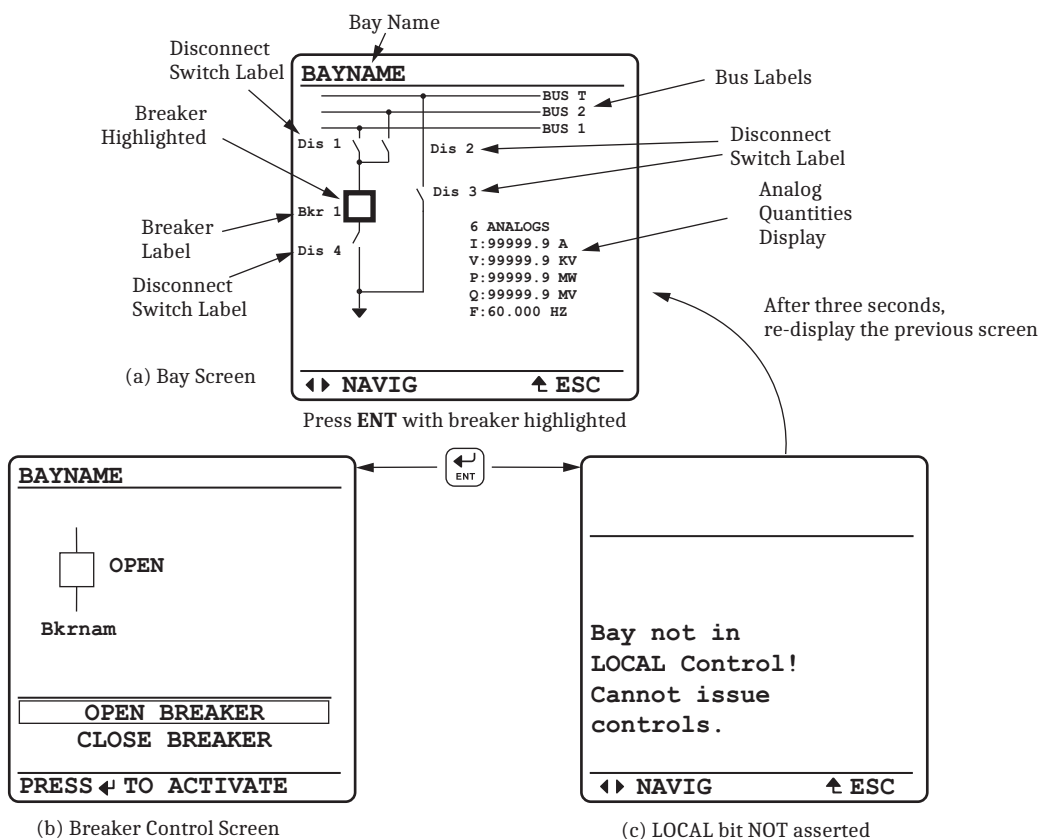 Bay Name
Disconnect
Switch Label
BAYNAME
Bus Labels
BUS T
BUS 2
BUS 1
Breaker
Highlighted
Dis 1
Dis 2
Disconnect
Switch Label
Dis 3
Analog
Quantities
Display
Bkr 1
Breaker
Label
6 ANALOGS
I:99999.9 A
V:99999.9 KV
P:99999.9 MW
Q:99999.9 MV
F:60.000 HZ
Dis 4
Disconnect
Switch Label
After three seconds,
re-display the previous screen
(a) Bay Screen
NAVIG ESC
Press ENT with breaker highlighted
ENT
BAYNAME
OPEN
Bkrnam
OPEN BREAKER
CLOSE BREAKER
PRESS TO ACTIVATE
(b) Breaker Control Screen
Bay not in
LOCAL Control!
Cannot issue
controls.
NAVIG ESC
(c) LOCAL bit NOT asserted